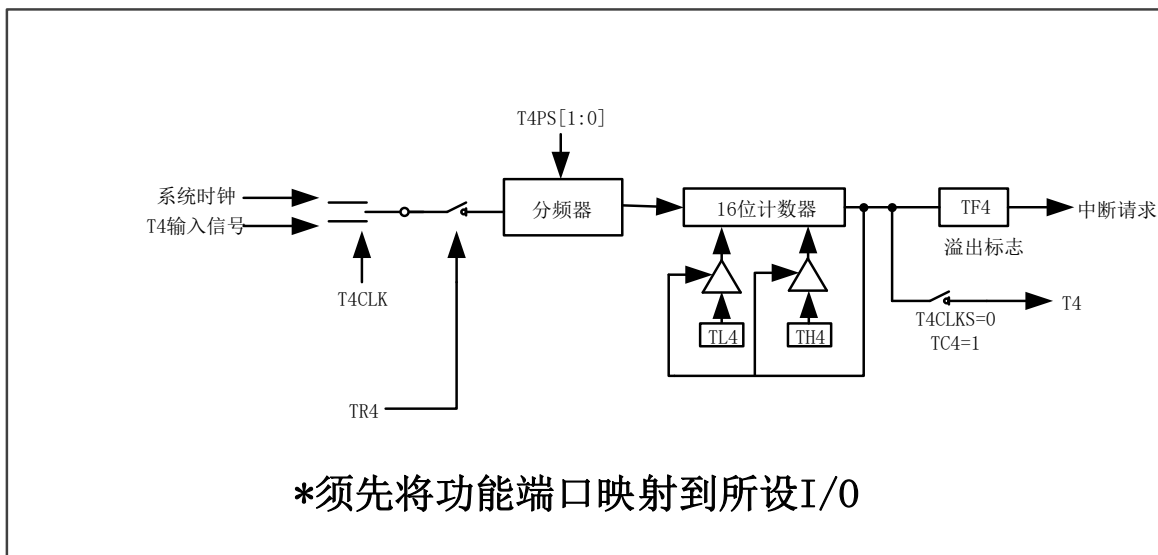 T4PS[1:0]
系统时钟
T4输入信号
分频器
16位计数器
TF4
中断请求
溢出标志
T4CLK
TL4
TH4
T4
T4CLKS=0
TC4=1
TR4
*须先将功能端口映射到所设I/O